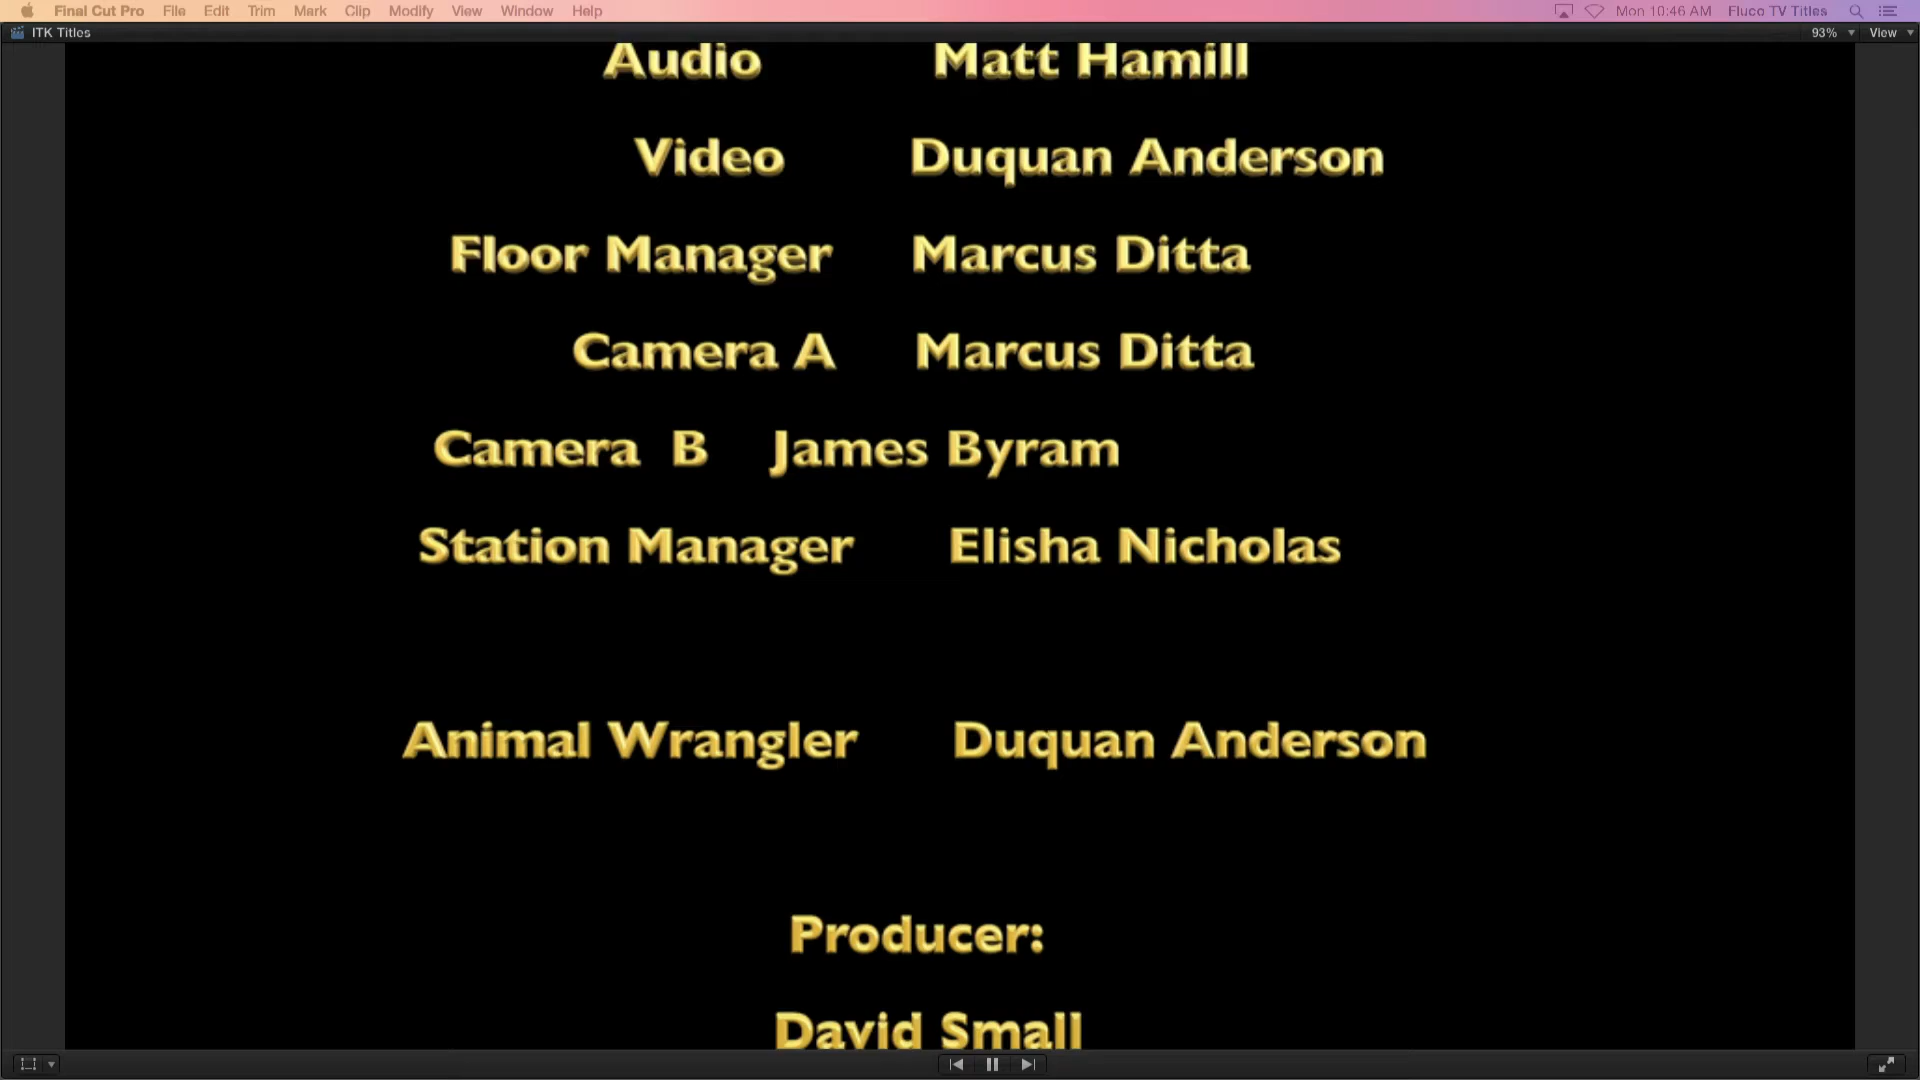 Final Cut Pro File Edit Trim Mark Clip Modify View Window Help Mon 10:46 AM Fluco TV Titles
ITK Titles 93% View
Audio Matt Hamill
Video Duquan Anderson
Floor Manager Marcus Ditta
Camera A Marcus Ditta
Camera B James Byram
Station Manager Elisha Nicholas
Animal Wrangler Duquan Anderson
Producer:
David Small